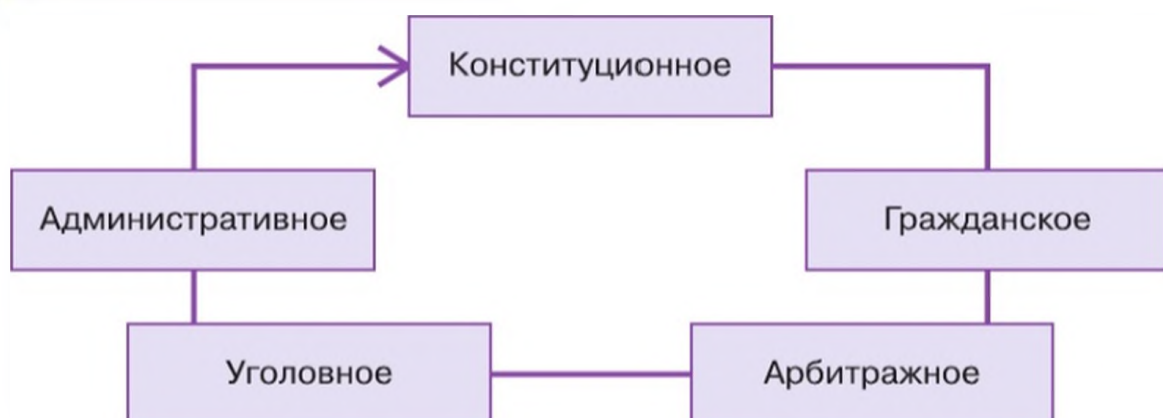 Конституционное
Административное
Гражданское
Уголовное
Арбитражное